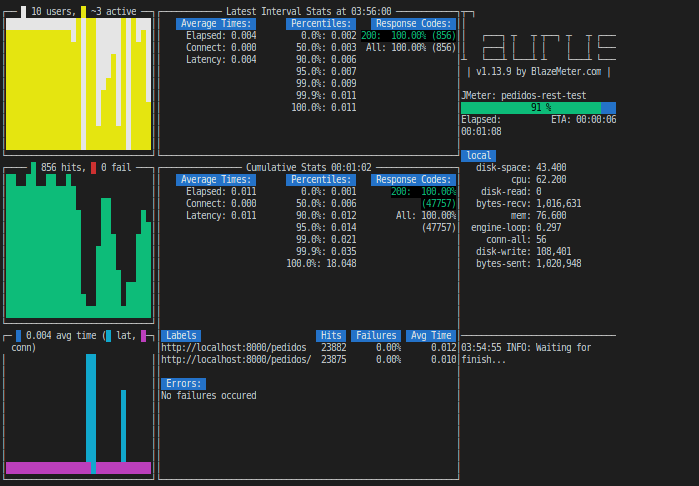 10 users, ~3 active
Latest Interval Stats at 03:56:00
Average Times: Percentiles: Response Codes:
Elapsed: 0.004 0.0%: 0.002 200: 100.00% (856)
Connect: 0.000 50.0%: 0.003 All: 100.00% (856)
Latency: 0.004 90.0%: 0.006
95.0%: 0.007
99.0%: 0.009
99.9%: 0.011
100.0%: 0.011
856 hits, 0 fail
Cumulative Stats 00:01:02
Average Times: Percentiles: Response Codes:
Elapsed: 0.011 0.0%: 0.001 200: 100.00%
Connect: 0.000 50.0%: 0.006 (47757)
Latency: 0.011 90.0%: 0.012 All: 100.00%
95.0%: 0.014 (47757)
99.0%: 0.021
99.9%: 0.035
100.0%: 18.048
0.004 avg time ( lat,
conn)
Labels Hits Failures Avg Time
http://localhost:8000/pedidos 23882 0.00% 0.012
http://localhost:8000/pedidos/ 23875 0.00% 0.010
Errors:
No failures occured
TAURUS
| v1.13.9 by BlazeMeter.com |
JMeter: pedidos-rest-test
91 %
Elapsed: ETA: 00:00:06
00:01:08
local
disk-space: 43.400
cpu: 62.200
disk-read: 0
bytes-recv: 1,016,631
mem: 76.600
engine-loop: 0.297
conn-all: 56
disk-write: 108,401
bytes-sent: 1,020,948
03:54:55 INFO: Waiting for
finish...